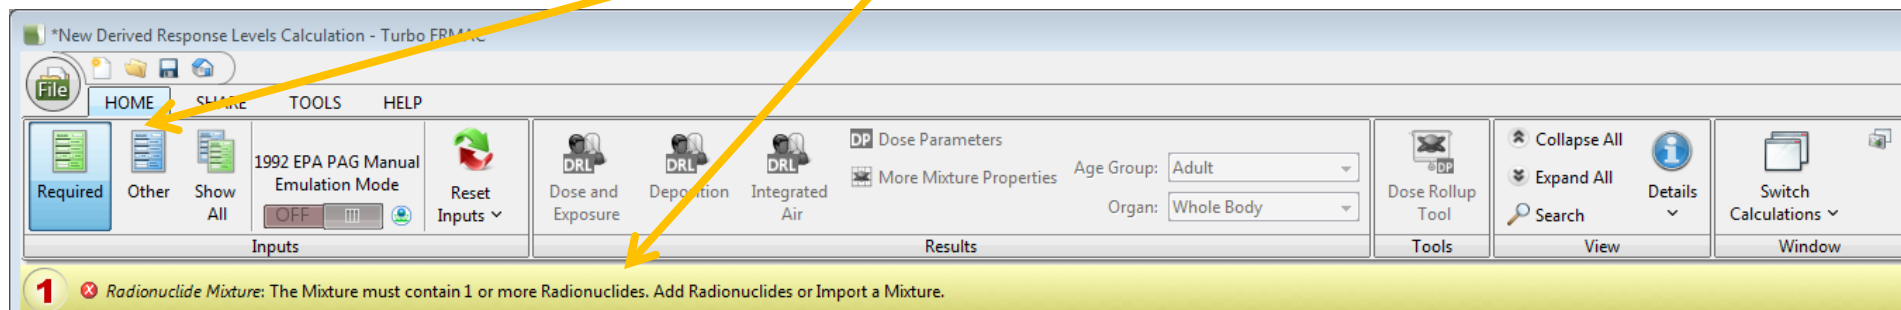 *New Derived Response Levels Calculation - Turbo FRMAC
File
HOME SHARE TOOLS HELP
Required
Other
Show All
1992 EPA PAG Manual
Emulation Mode
OFF
Reset
Inputs
Inputs
DRL
Dose and
Exposure
DRL
Deposition
DRL
Integrated
Air
DP Dose Parameters
More Mixture Properties
Age Group: Adult
Organ: Whole Body
Results
DP
Dose Rollup
Tool
Tools
Collapse All
Expand All
Search
Details
View
Switch
Calculations
Window
1 Radionuclide Mixture: The Mixture must contain 1 or more Radionuclides. Add Radionuclides or Import a Mixture.